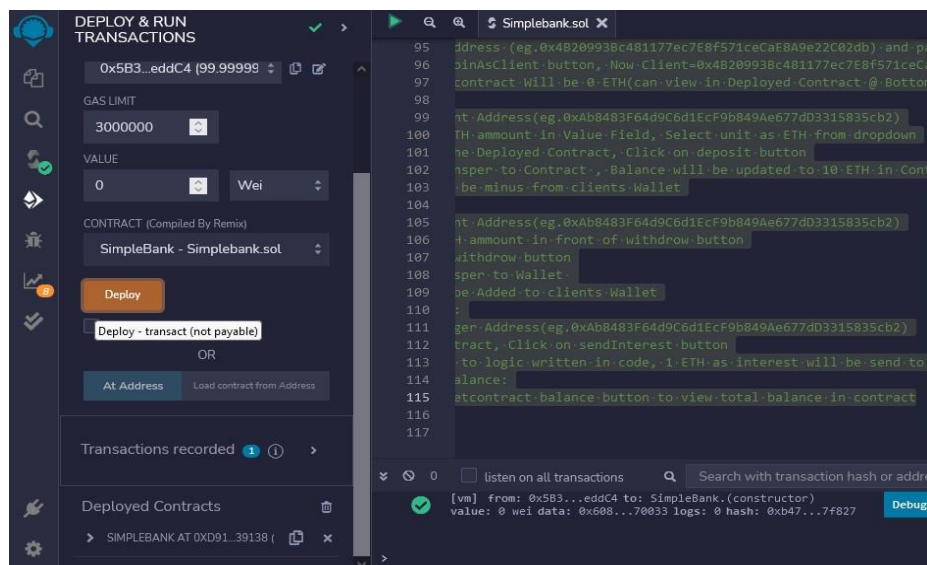 DEPLOY & RUN
TRANSACTIONS
0x5B3...eddC4 (99.99999
GAS LIMIT
3000000
VALUE
0 Wei
CONTRACT (Compiled By Remix)
SimpleBank - Simplebank.sol
Deploy
Deploy - transact (not payable)
OR
At Address Load contract from Address
Transactions recorded 1 i
Deployed Contracts
SIMPLEBANK AT 0XD91...39138 (
8
Simplebank.sol
95 ddress (eg.0x4B20993Bc481177ec7E8f571ceCaE8A9e22C02db) and pa
96 oinAsClient button, Now Client=0x4B20993Bc481177ec7E8f571ceCa
97 contract Will be 0 ETH(can view in Deployed Contract @ Bottom
98
99 nt Address(eg.0xAb8483F64d9C6d1EcF9b849Ae677dD3315835cb2)
100 TH ammount in Value Field, Select unit as ETH from dropdown
101 he Deployed Contract, Click on deposit button
102 nsper to Contract , Balance will be updated to 10 ETH in Con
103 be minus from clients Wallet
104
105 nt Address(eg.0xAb8483F64d9C6d1EcF9b849Ae677dD3315835cb2)
106 H ammount in front of withdrow button
107 withdrow button
108 sper to Wallet
109 be Added to clients Wallet
110 :
111 ger Address(eg.0xAb8483F64d9C6d1EcF9b849Ae677dD3315835cb2)
112 tract, Click on sendInterest button
113 to logic written in code, 1 ETH as interest will be send to
114 alance:
115 etcontract balance button to view total balance in contract
116
117
0 listen on all transactions Search with transaction hash or addre
[vm] from: 0x5B3...eddC4 to: SimpleBank.(constructor)
value: 0 wei data: 0x608...70033 logs: 0 hash: 0xb47...7f827
Debug
>